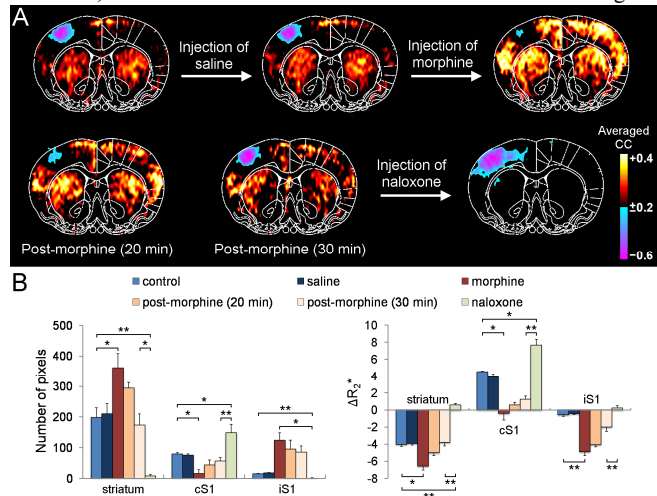 A
Injection of
saline
Injection of
morphine
Injection of
naloxone
Post-morphine (20 min)
Post-morphine (30 min)
Averaged
CC
+0.4
±0.2
−0.6
B
control
saline
morphine
post-morphine (20 min)
post-morphine (30 min)
naloxone
Number of pixels
500
400
300
200
100
0
**
*
*
*
*
**
**
*
striatum
cS1
iS1
ΔR2*
8
6
4
2
0
-2
-4
-6
-8
*
*
**
striatum
cS1
iS1
*
**
**
**
**